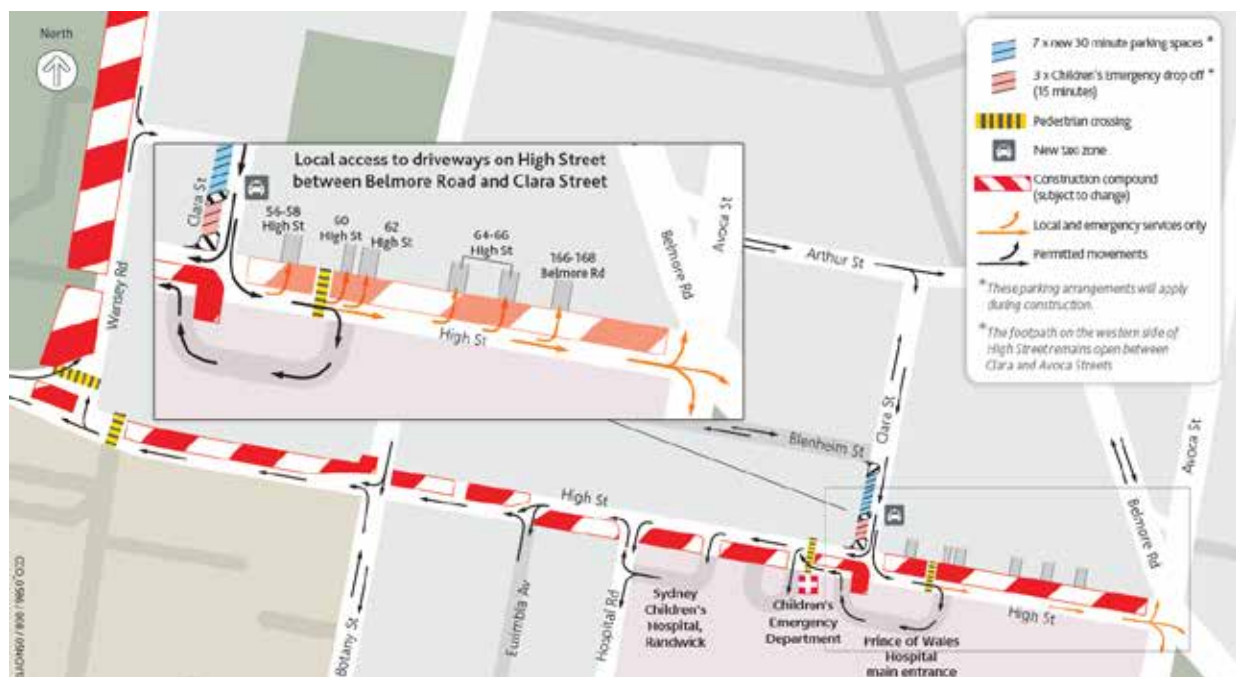 North
7 x new 30 minute parking spaces *
3 x Children's Emergency drop off *
(15 minutes)
Pedestrian crossing
New taxi zone
Construction compound
(subject to change)
Local and emergency services only
Permitted movements
*These parking arrangements will apply
during construction.
*The footpath on the western side of
High Street remains open between
Clara and Avoca Streets
Local access to driveways on High Street
between Belmore Road and Clara Street
Clara St
56-58
High St
60
High St
62
High St
64-66
High St
166-168
Belmore Rd
High St
Belmore Rd
Avoca St
Wansey Rd
Arthur St
Clara St
Blenheim St
Avoca St
Belmore Rd
High St
High St
Botany St
Eurimbla Av
Hospital Rd
Sydney
Children's
Hospital,
Randwick
Children's
Emergency
Department
Prince of Wales
Hospital
main entrance